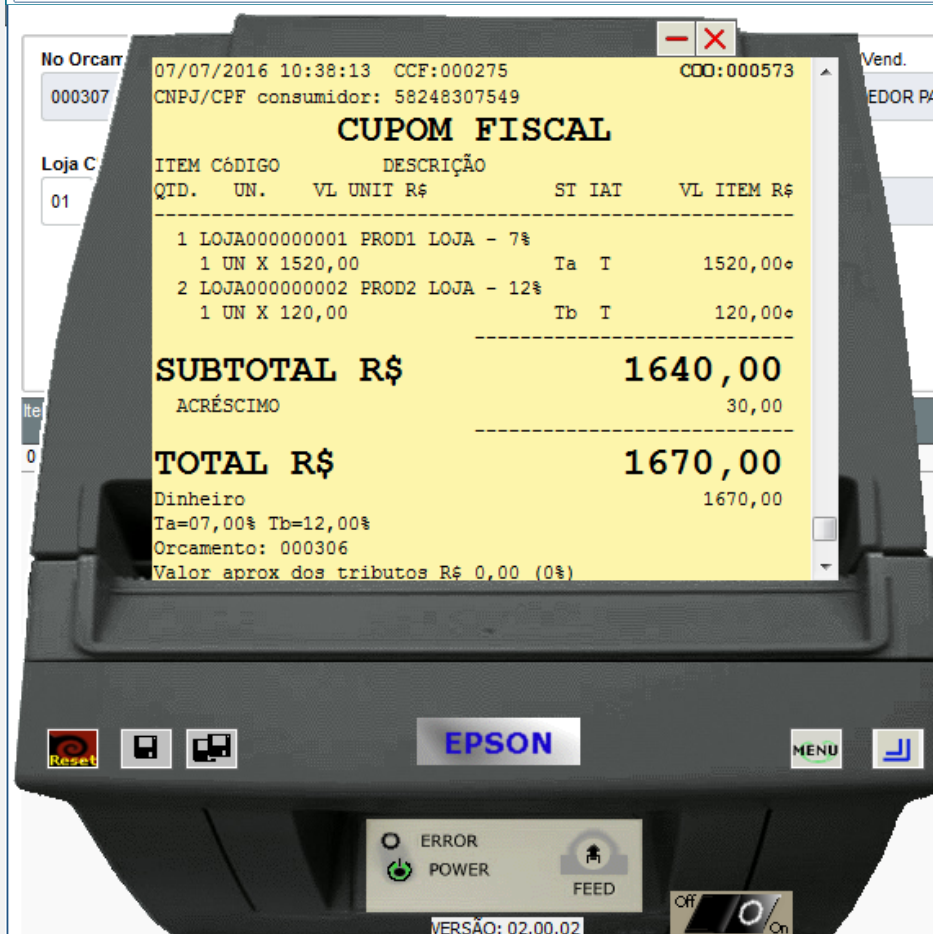 No Orcam
Vend.
000307
EDOR PA
Loja C
01
Ite
0
07/07/2016 10:38:13 CCF:000275 COO:000573
CNPJ/CPF consumidor: 58248307549
CUPOM FISCAL
ITEM CóDIGO DESCRIÇÃO
QTD. UN. VL UNIT R$ ST IAT VL ITEM R$
------------------------------------------------
1 LOJA000000001 PROD1 LOJA - 7%
1 UN X 1520,00 Ta T 1520,00¢
2 LOJA000000002 PROD2 LOJA - 12%
1 UN X 120,00 Tb T 120,00¢
------------------------
SUBTOTAL R$ 1640,00
ACRÉSCIMO 30,00
------------------------
TOTAL R$ 1670,00
Dinheiro 1670,00
Ta=07,00% Tb=12,00%
Orcamento: 000306
Valor aprox dos tributos R$ 0,00 (0%)
Reset
EPSON
MENU
ERROR
POWER
FEED
Off
On
VERSÃO: 02.00.02